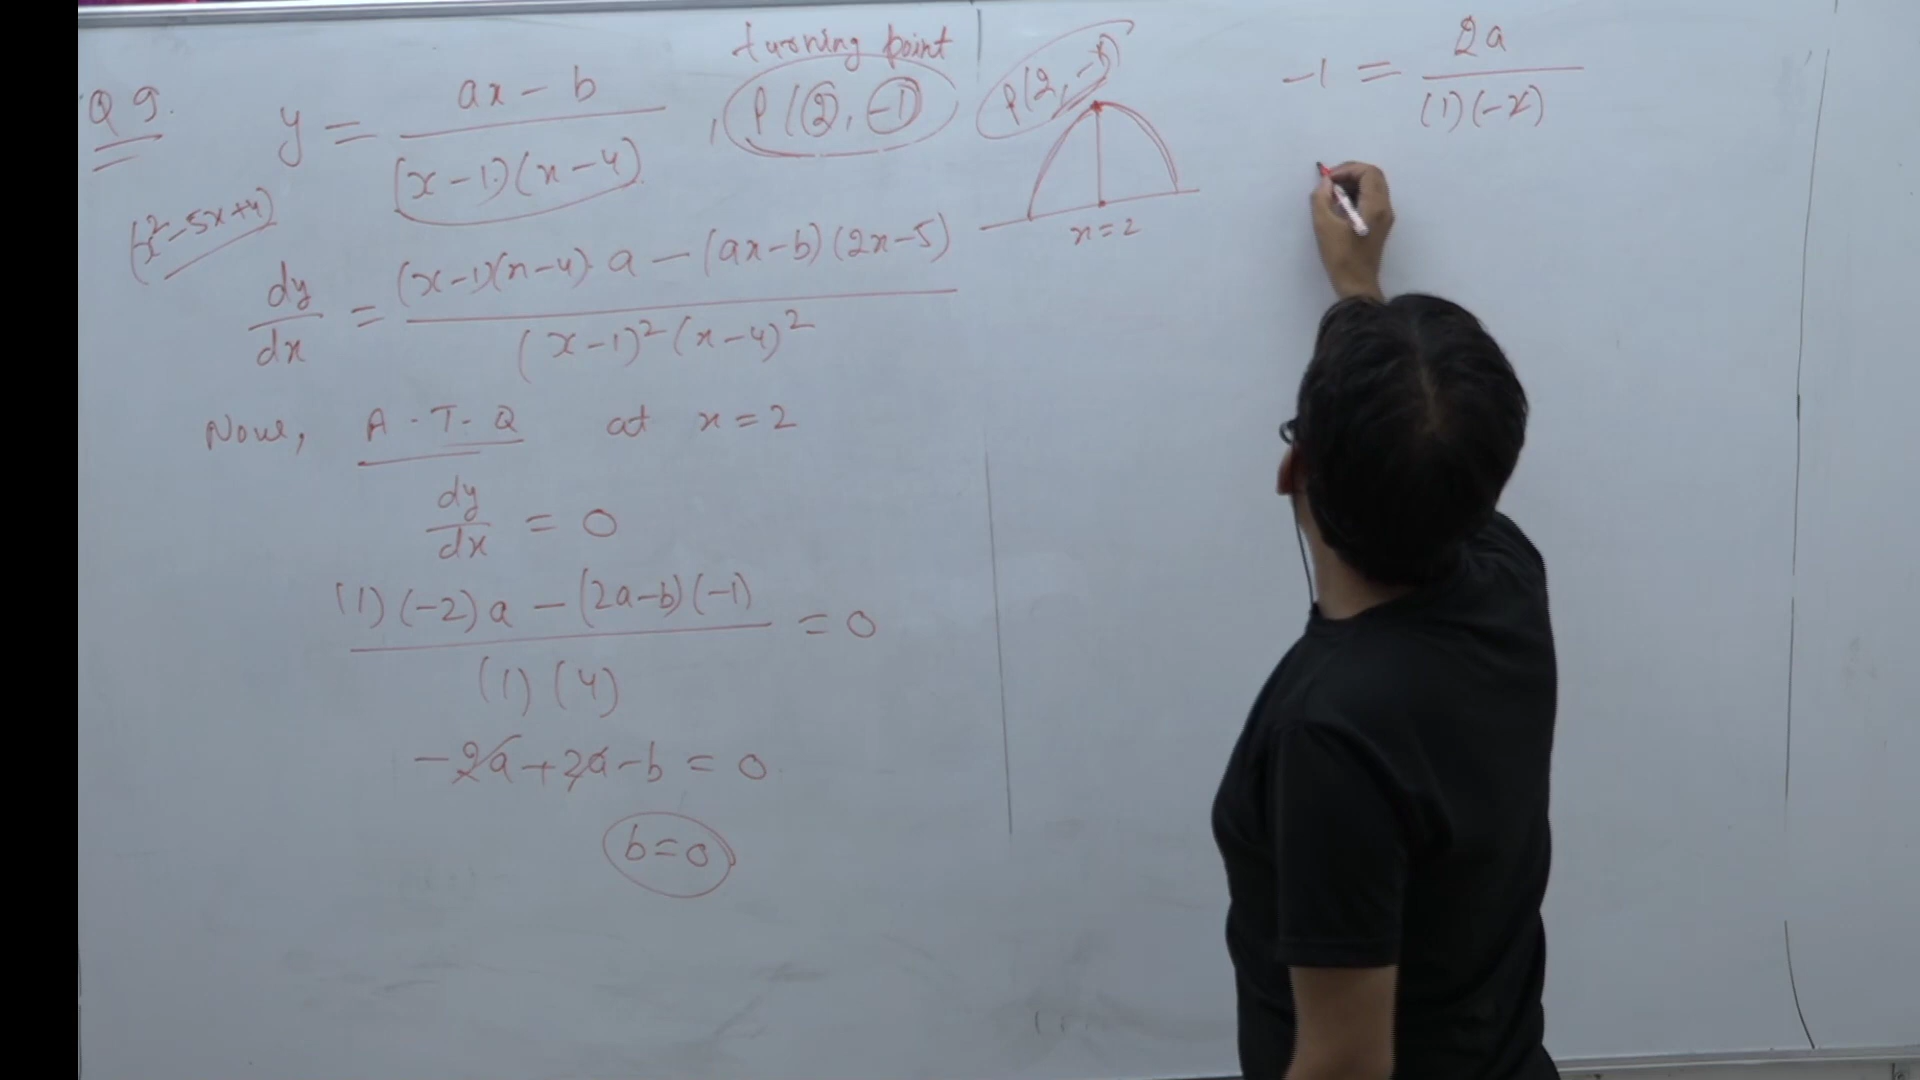 Q 9. y = ax - b / (x-1)(x-4) , P(2, -1)
turning point
(x²-5x+4)
dy/dx = (x-1)(x-4) a - (ax-b)(2x-5) / (x-1)²(x-4)²
Now, A-T-Q at x = 2
dy/dx = 0
(1)(-2)a - (2a-b)(-1) / (1)(4) = 0
-2a+2a-b = 0
b=0
P(2,-1)
x=2
-1 = 2a / (1)(-2)